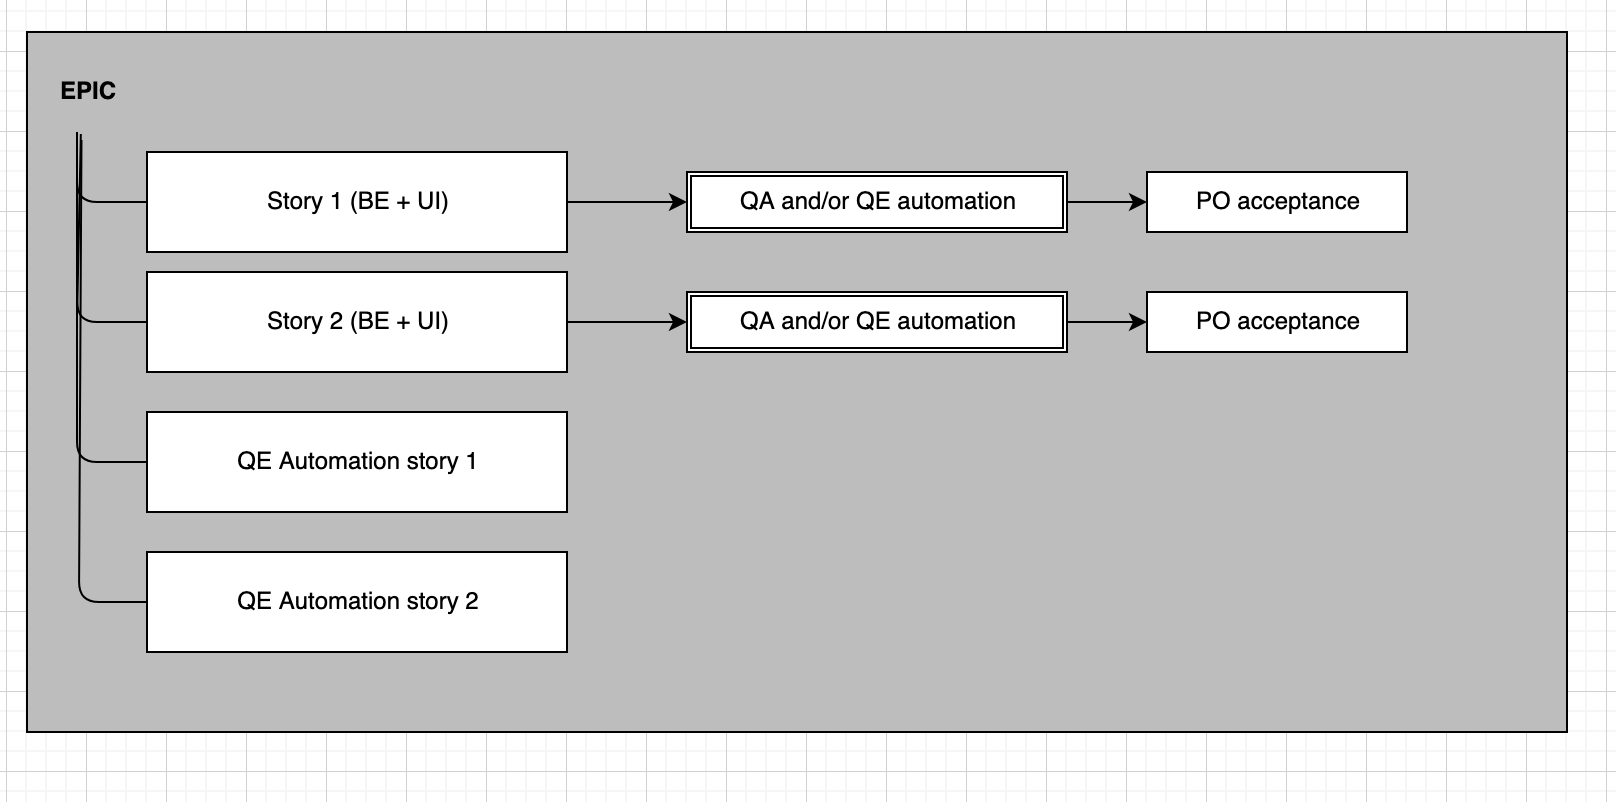 EPIC
Story 1 (BE + UI)
QA and/or QE automation
PO acceptance
Story 2 (BE + UI)
QA and/or QE automation
PO acceptance
QE Automation story 1
QE Automation story 2